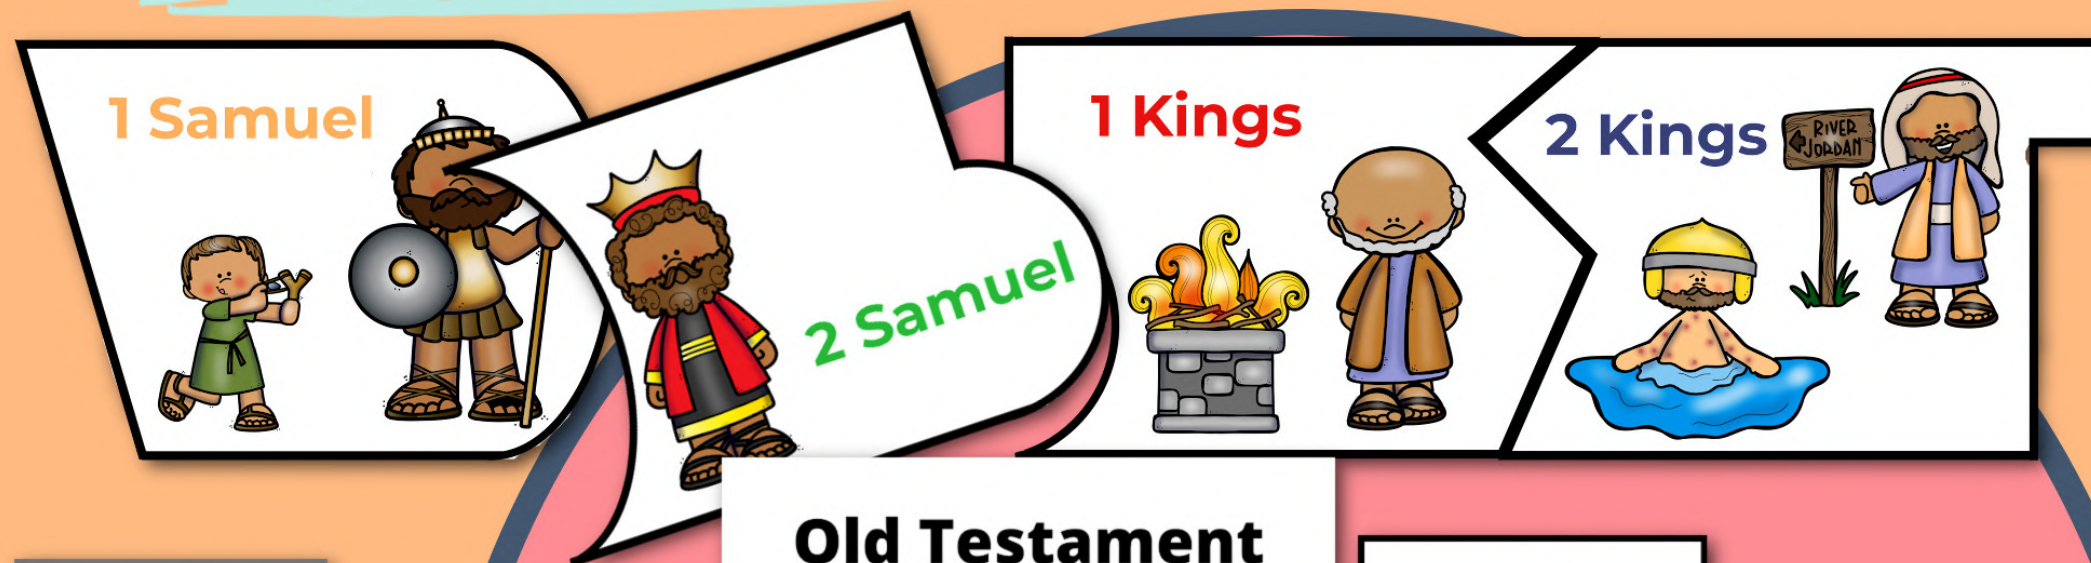 1 Samuel
2 Samuel
1 Kings
2 Kings
RIVER
JORDAN
Old Testament